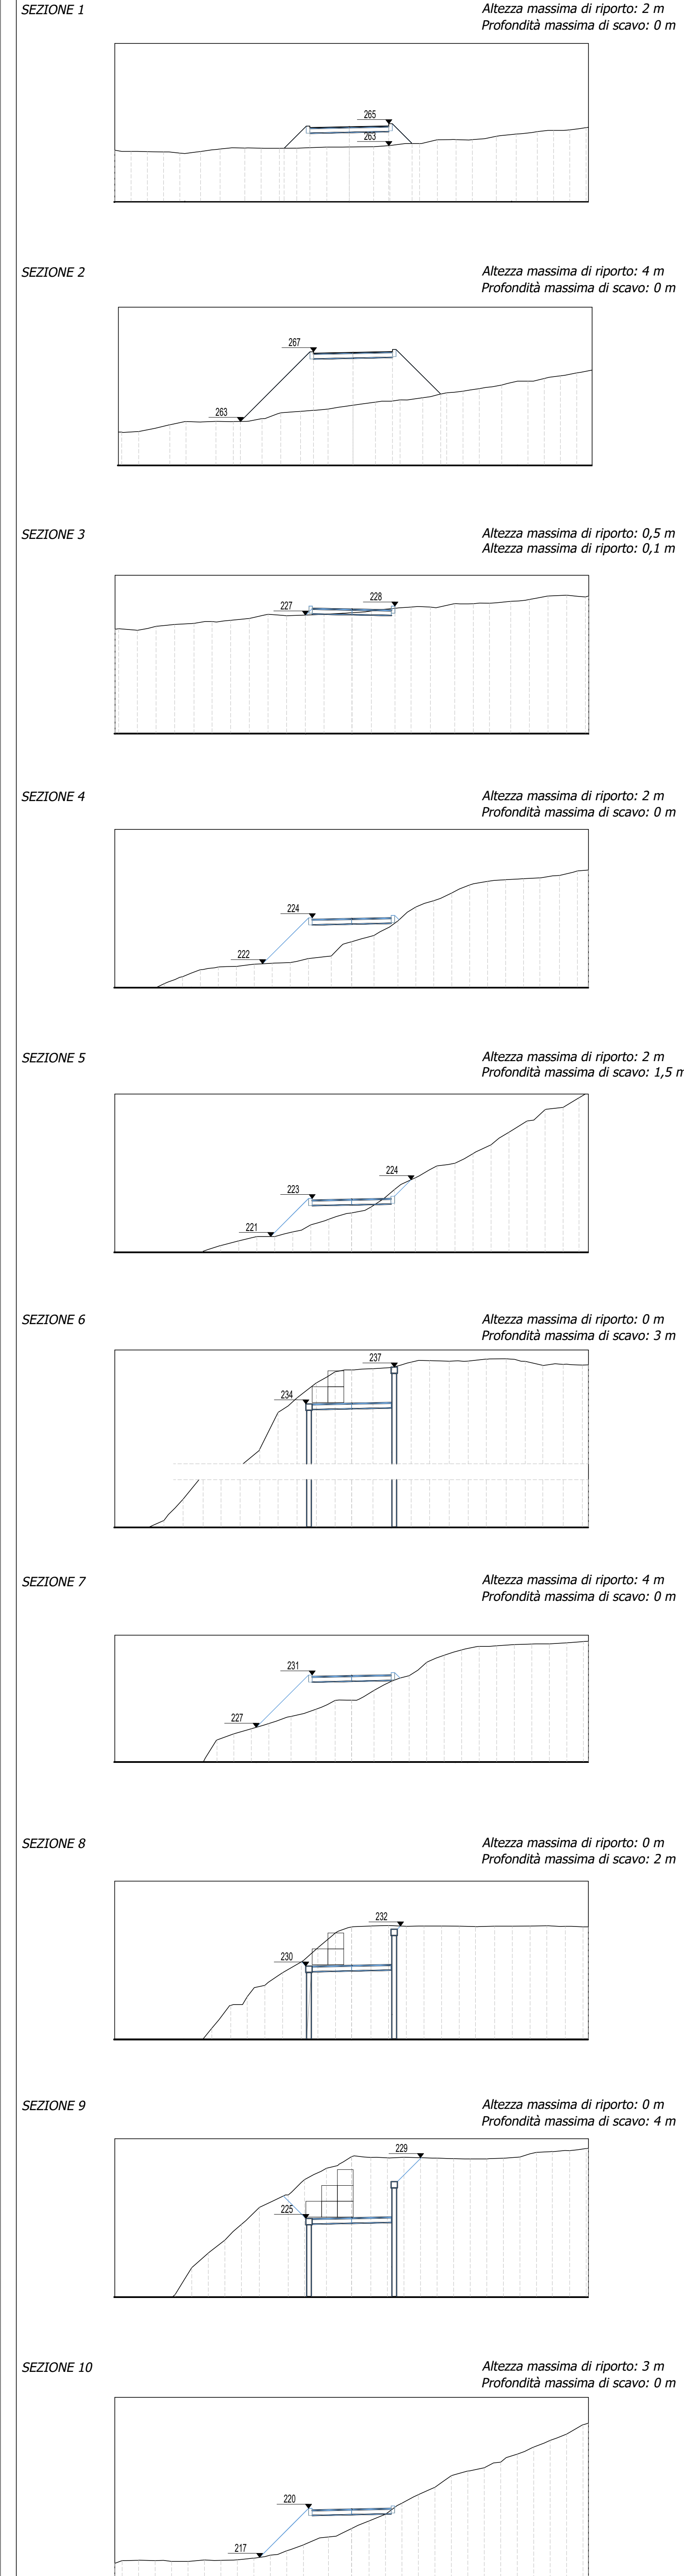 SEZIONE 1
Altezza massima di riporto: 2 m
Profondità massima di scavo: 0 m
265
263
SEZIONE 2
Altezza massima di riporto: 4 m
Profondità massima di scavo: 0 m
267
263
SEZIONE 3
Altezza massima di riporto: 0,5 m
Altezza massima di riporto: 0,1 m
227
228
SEZIONE 4
Altezza massima di riporto: 2 m
Profondità massima di scavo: 0 m
224
222
SEZIONE 5
Altezza massima di riporto: 2 m
Profondità massima di scavo: 1,5 m
224
223
221
SEZIONE 6
Altezza massima di riporto: 0 m
Profondità massima di scavo: 3 m
237
234
SEZIONE 7
Altezza massima di riporto: 4 m
Profondità massima di scavo: 0 m
231
227
SEZIONE 8
Altezza massima di riporto: 0 m
Profondità massima di scavo: 2 m
232
230
SEZIONE 9
Altezza massima di riporto: 0 m
Profondità massima di scavo: 4 m
229
225
SEZIONE 10
Altezza massima di riporto: 3 m
Profondità massima di scavo: 0 m
220
217